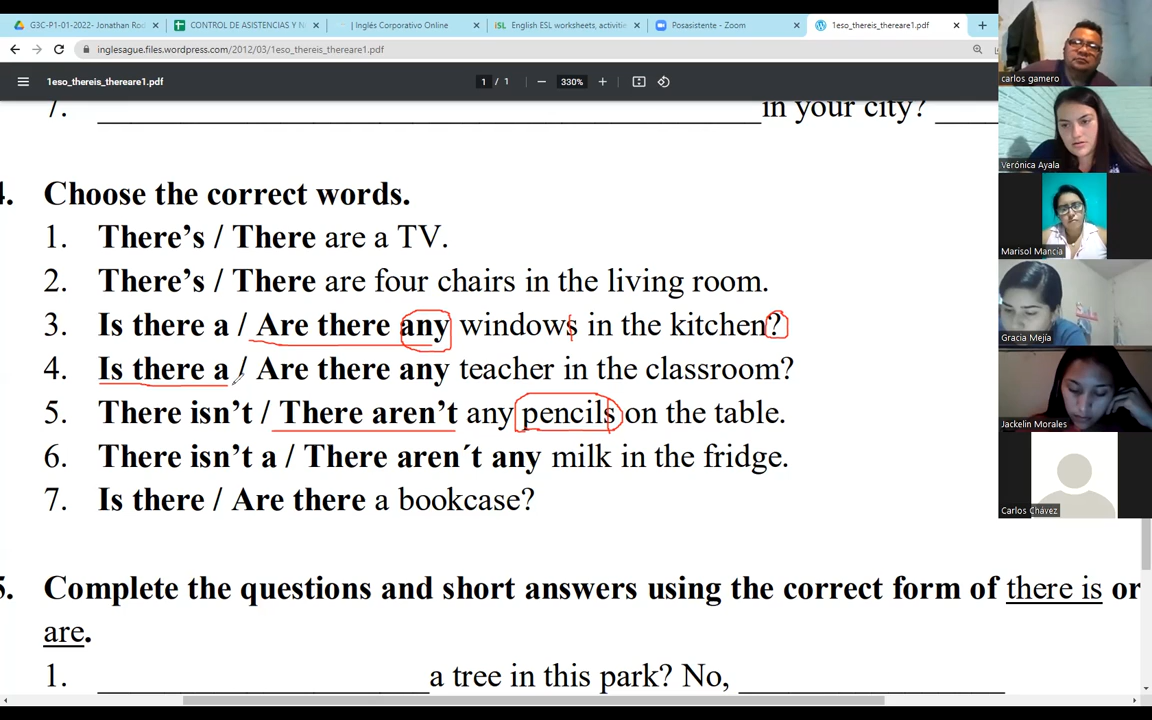 G3C-P1-01-2022- Jonathan Rod
CONTROL DE ASISTENCIAS Y N
| Inglés Corporativo Online
English ESL worksheets, activitie
Posasistente - Zoom
1eso_thereis_thereare1.pdf
inglesague.files.wordpress.com/2012/03/1eso_thereis_thereare1.pdf
1eso_thereis_thereare1.pdf
1 / 1
330%
7. ______ in your city? ______
4. Choose the correct words.
1. There's / There are a TV.
2. There's / There are four chairs in the living room.
3. Is there a / Are there any windows in the kitchen?
4. Is there a / Are there any teacher in the classroom?
5. There isn't / There aren't any pencils on the table.
6. There isn't a / There aren´t any milk in the fridge.
7. Is there / Are there a bookcase?
5. Complete the questions and short answers using the correct form of there is or
are.
1. ______ a tree in this park? No, ______
carlos gamero
Verónica Ayala
Marisol Mancia
Gracia Mejía
Jackelin Morales
Carlos Chávez